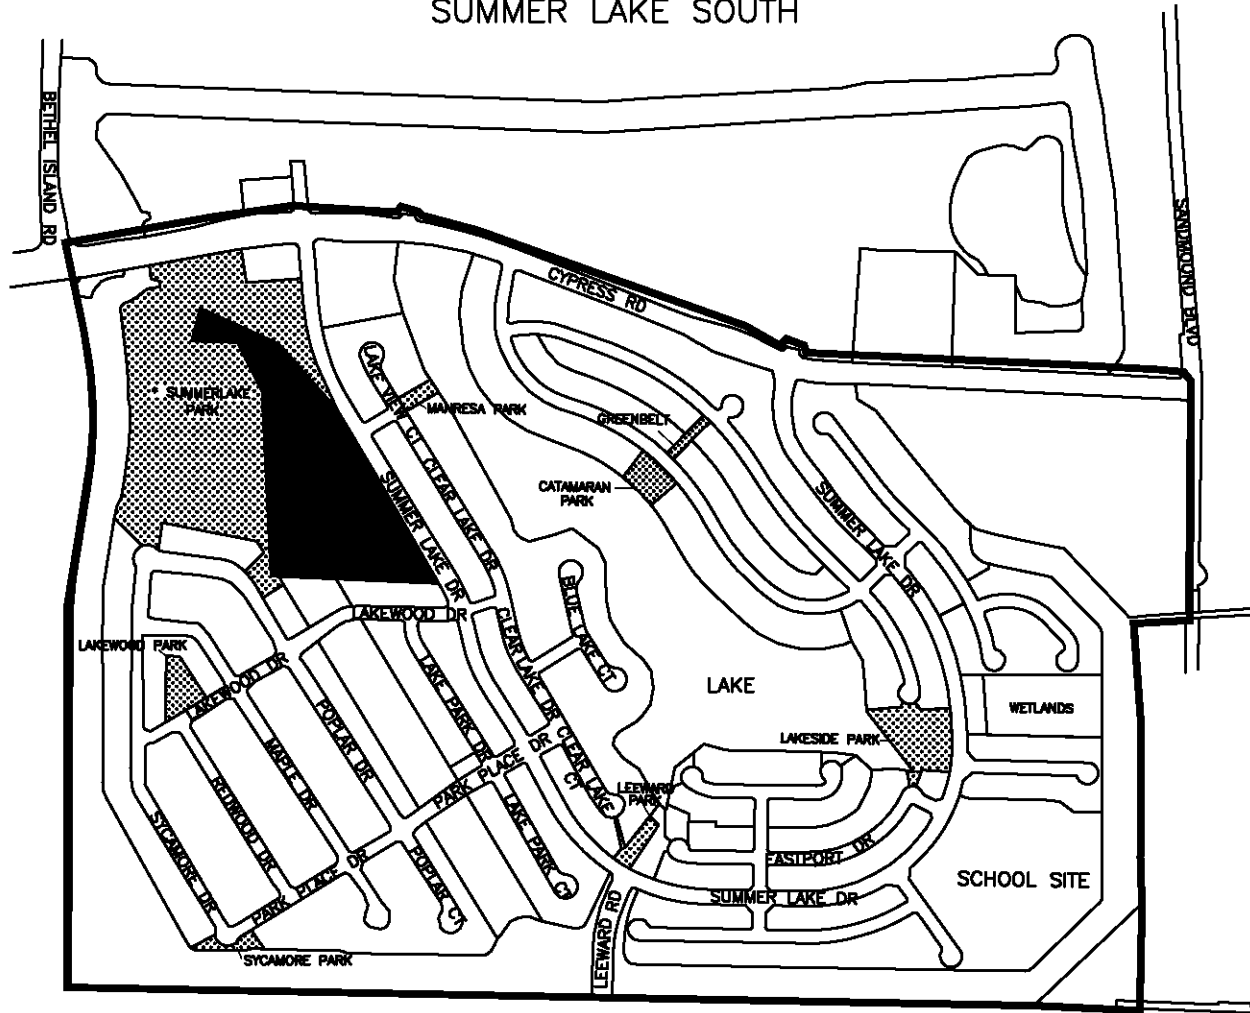 SUMMER LAKE SOUTH
BETHEL ISLAND RD
SANDMOUND BLVD
CYPRESS RD
LAKE VIEW CT
SUMMERLAKE
PARK
MANRESA PARK
GREENBELT
CATAMARAN
PARK
CLEAR LAKE DR
SUMMER LAKE DR
SUMMER LAKE DR
BLUE LAKE CT
LAKEWOOD DR
LAKEWOOD PARK
LAKEWOOD DR
CLEAR LAKE DR
LAKE PARK DR
LAKE
WETLANDS
POPLAR DR
LAKESIDE PARK
MAPLE DR
REDWOOD DR
PARK PLACE DR
CLEAR LAKE
CT
LEEWARD
PARK
SYCAMORE DR
LAKE PARK CT
EASTPORT DR
POPLAR CT
PARK PLACE DR
SUMMER LAKE DR
SCHOOL SITE
LEEWARD RD
SYCAMORE PARK